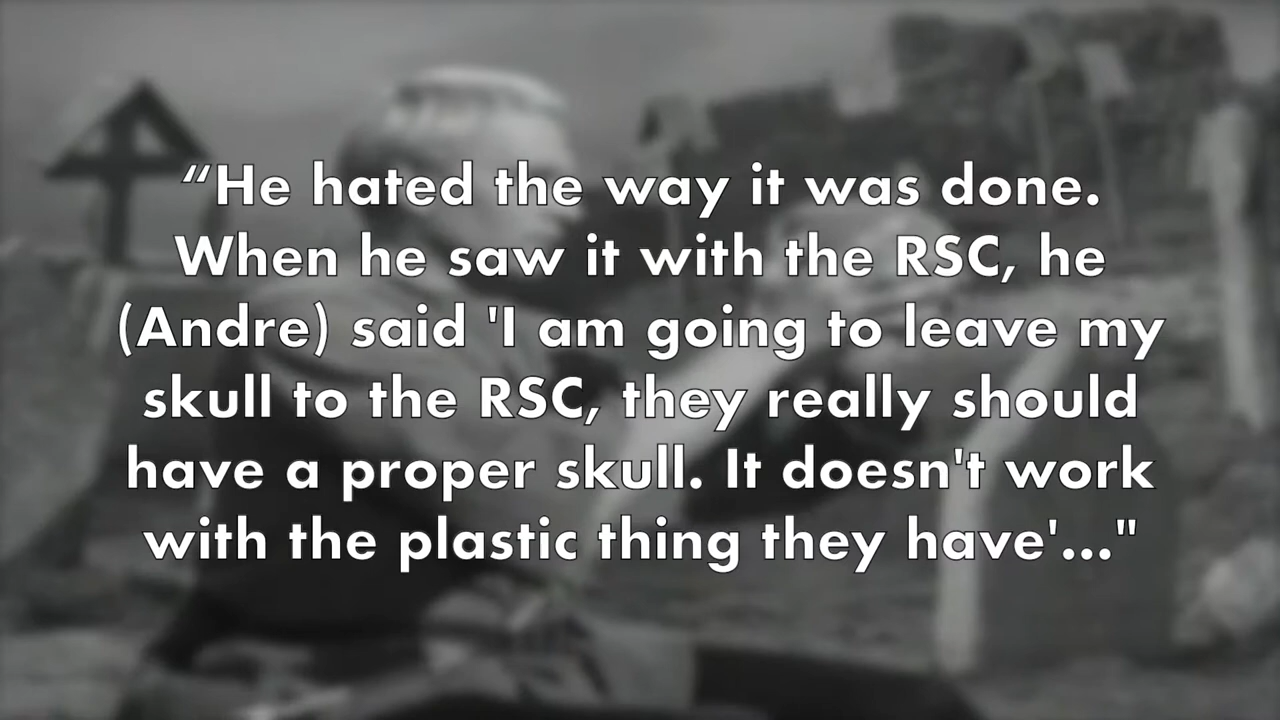 “He hated the way it was done.
When he saw it with the RSC, he
(Andre) said 'I am going to leave my
skull to the RSC, they really should
have a proper skull. It doesn't work
with the plastic thing they have'..."